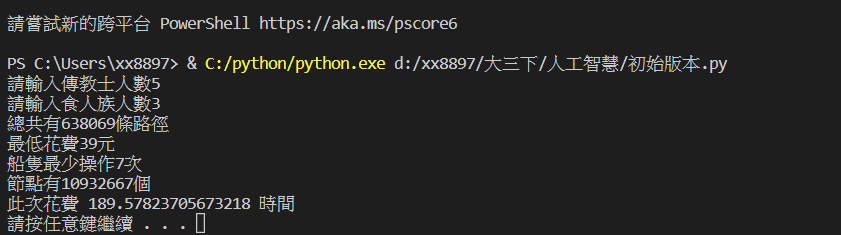 請嘗試新的跨平台 PowerShell https://aka.ms/pscore6
PS C:\Users\xx8897> & C:/python/python.exe d:/xx8897/大三下/人工智慧/初始版本.py
請輸入傳教士人數5
請輸入食人族人數3
總共有638069條路徑
最低花費39元
船隻最少操作7次
節點有10932667個
此次花費 189.57823705673218 時間
請按任意鍵繼續 . . .